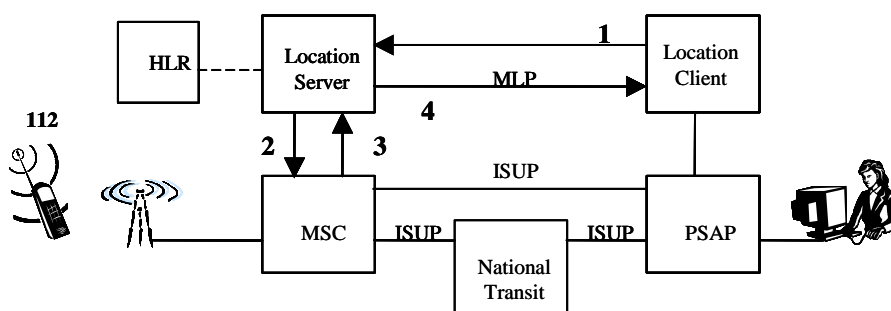 1
HLR
Location
Server
Location
Client
MLP
4
112
2
3
ISUP
MSC
ISUP
ISUP
PSAP
National
Transit